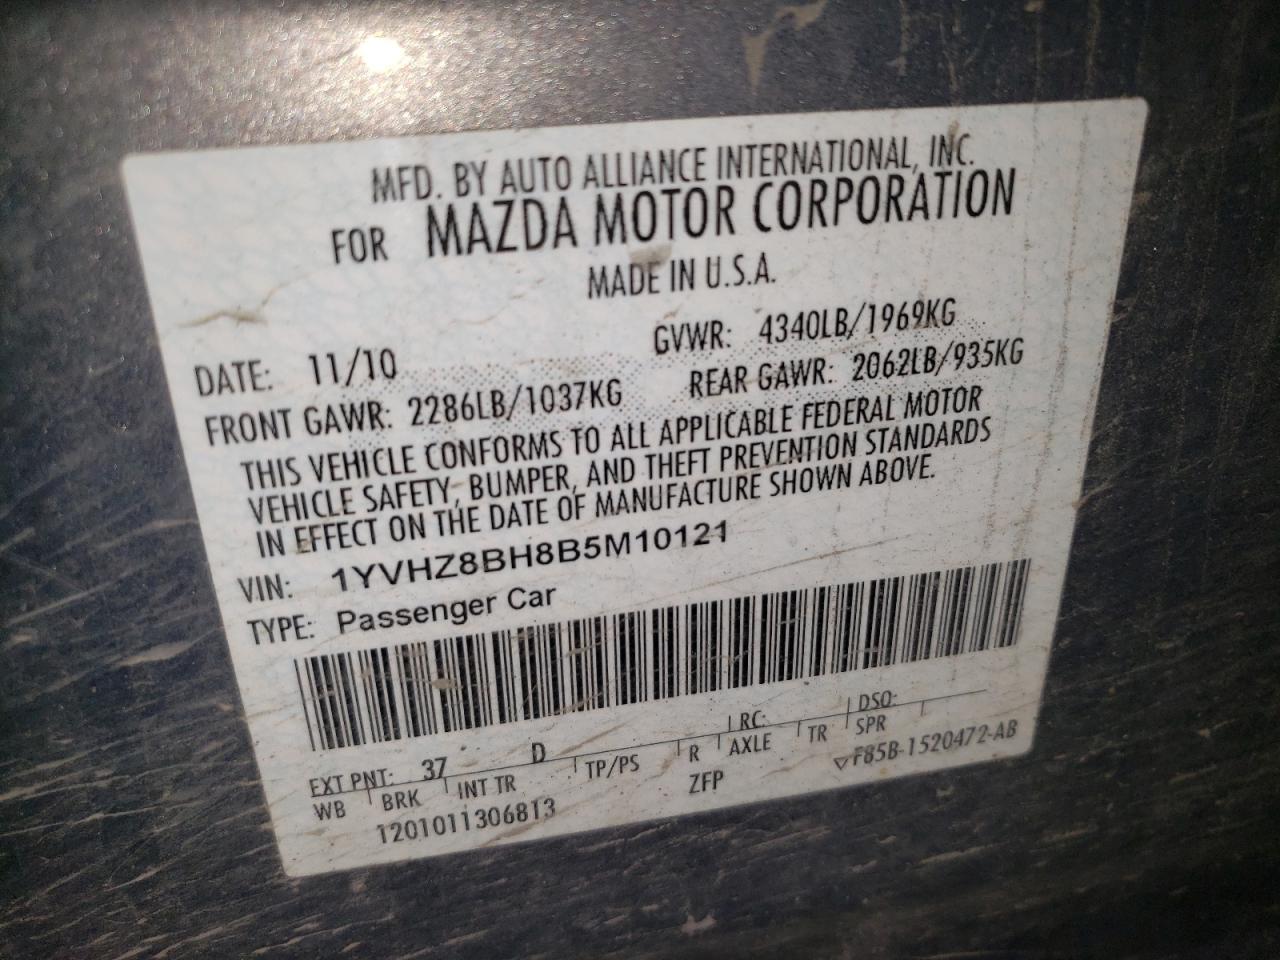 MFD. BY AUTO ALLIANCE INTERNATIONAL, INC.
FOR MAZDA MOTOR CORPORATION
MADE IN U.S.A.
DATE: 11/10 GVWR: 4340LB/1969KG
FRONT GAWR: 2286LB/1037KG REAR GAWR: 2062LB/935KG
THIS VEHICLE CONFORMS TO ALL APPLICABLE FEDERAL MOTOR
VEHICLE SAFETY, BUMPER, AND THEFT PREVENTION STANDARDS
IN EFFECT ON THE DATE OF MANUFACTURE SHOWN ABOVE.
VIN: 1YVHZ8BH8B5M10121
TYPE: Passenger Car
EXT PNT: 37 D RC: DSO:
WB BRK INT TR TP/PS R AXLE TR SPR
1201011306813 ZFP ▽F85B-1520472-AB